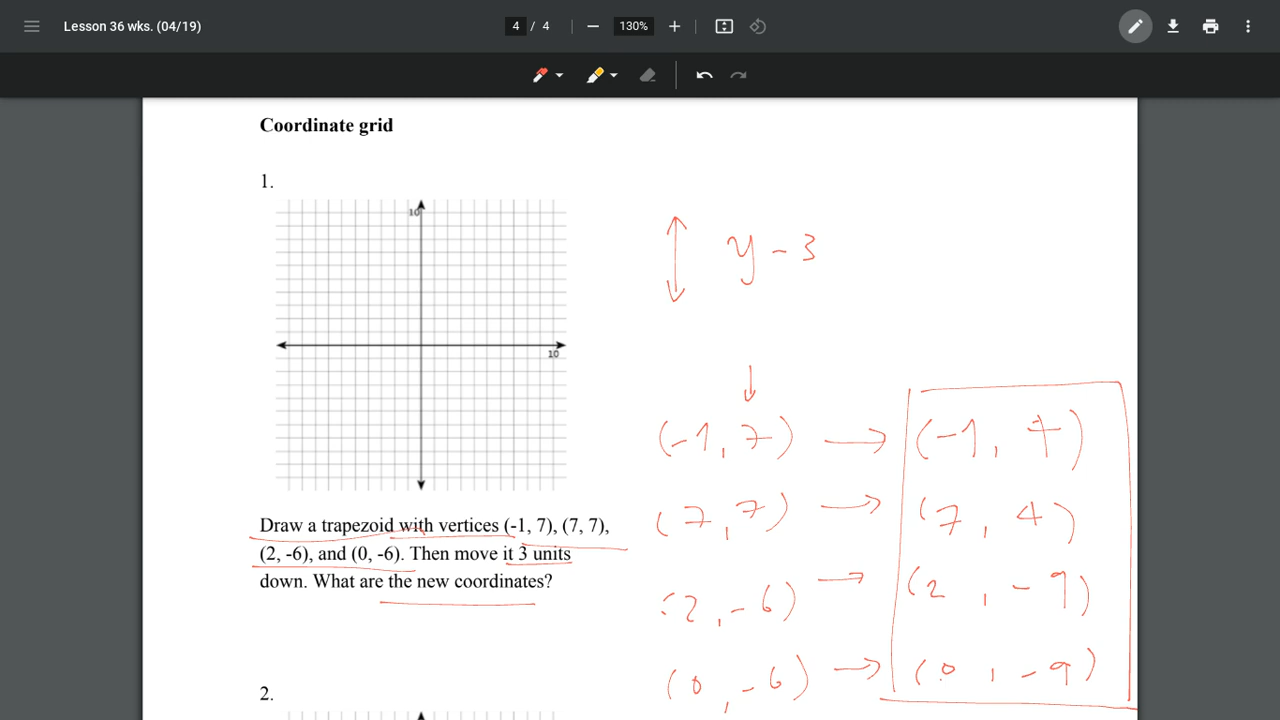 Lesson 36 wks. (04/19)
4 / 4
130%
Coordinate grid
1.
10
10
y - 3
(-1, 7) → (-1, 4)
(7, 7) → (7, 4)
(2, -6) → (2, -9)
(0, -6) → (0, -9)
Draw a trapezoid with vertices (-1, 7), (7, 7),
(2, -6), and (0, -6). Then move it 3 units
down. What are the new coordinates?
2.